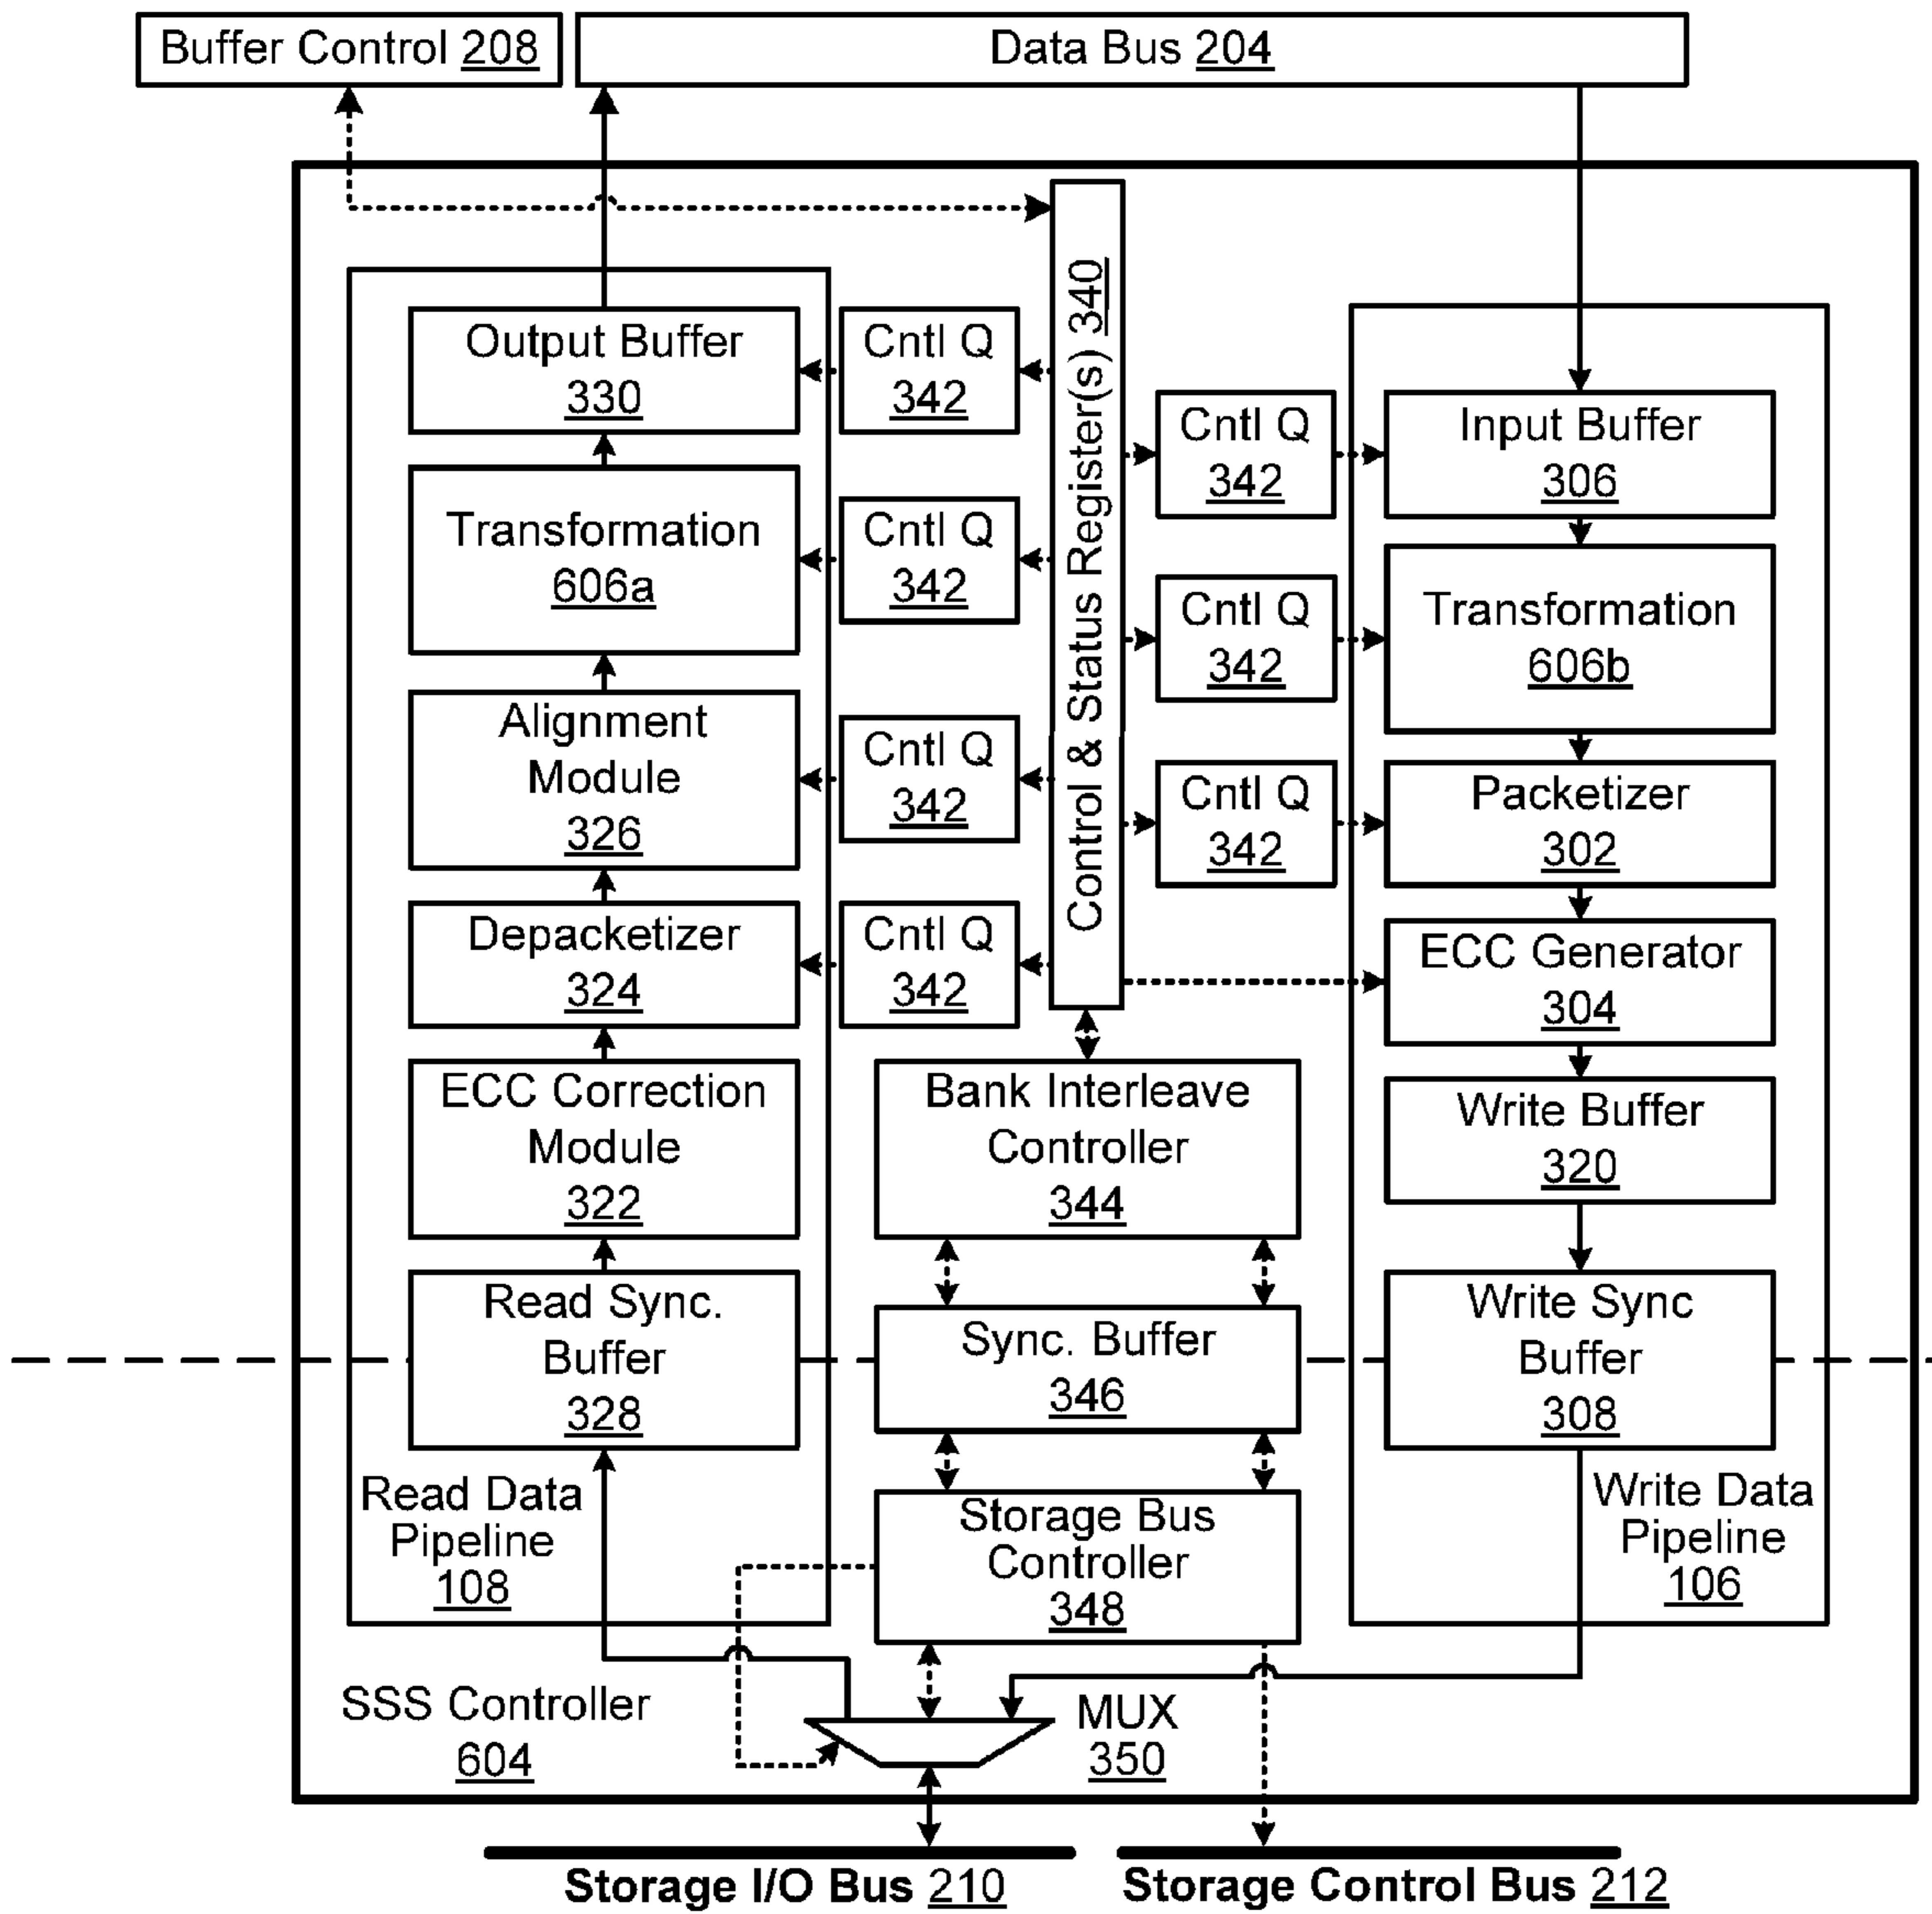 Buffer Control 208
Data Bus 204
Control & Status Register(s) 340
Output Buffer
330
Cntl Q
342
Transformation
606a
Cntl Q
342
Alignment
Module
326
Cntl Q
342
Depacketizer
324
Cntl Q
342
ECC Correction
Module
322
Read Sync.
Buffer
328
Read Data
Pipeline
108
Cntl Q
342
Input Buffer
306
Cntl Q
342
Transformation
606b
Cntl Q
342
Packetizer
302
ECC Generator
304
Write Buffer
320
Write Sync
Buffer
308
Write Data
Pipeline
106
Bank Interleave
Controller
344
Sync. Buffer
346
Storage Bus
Controller
348
SSS Controller
604
MUX
350
Storage I/O Bus 210
Storage Control Bus 212